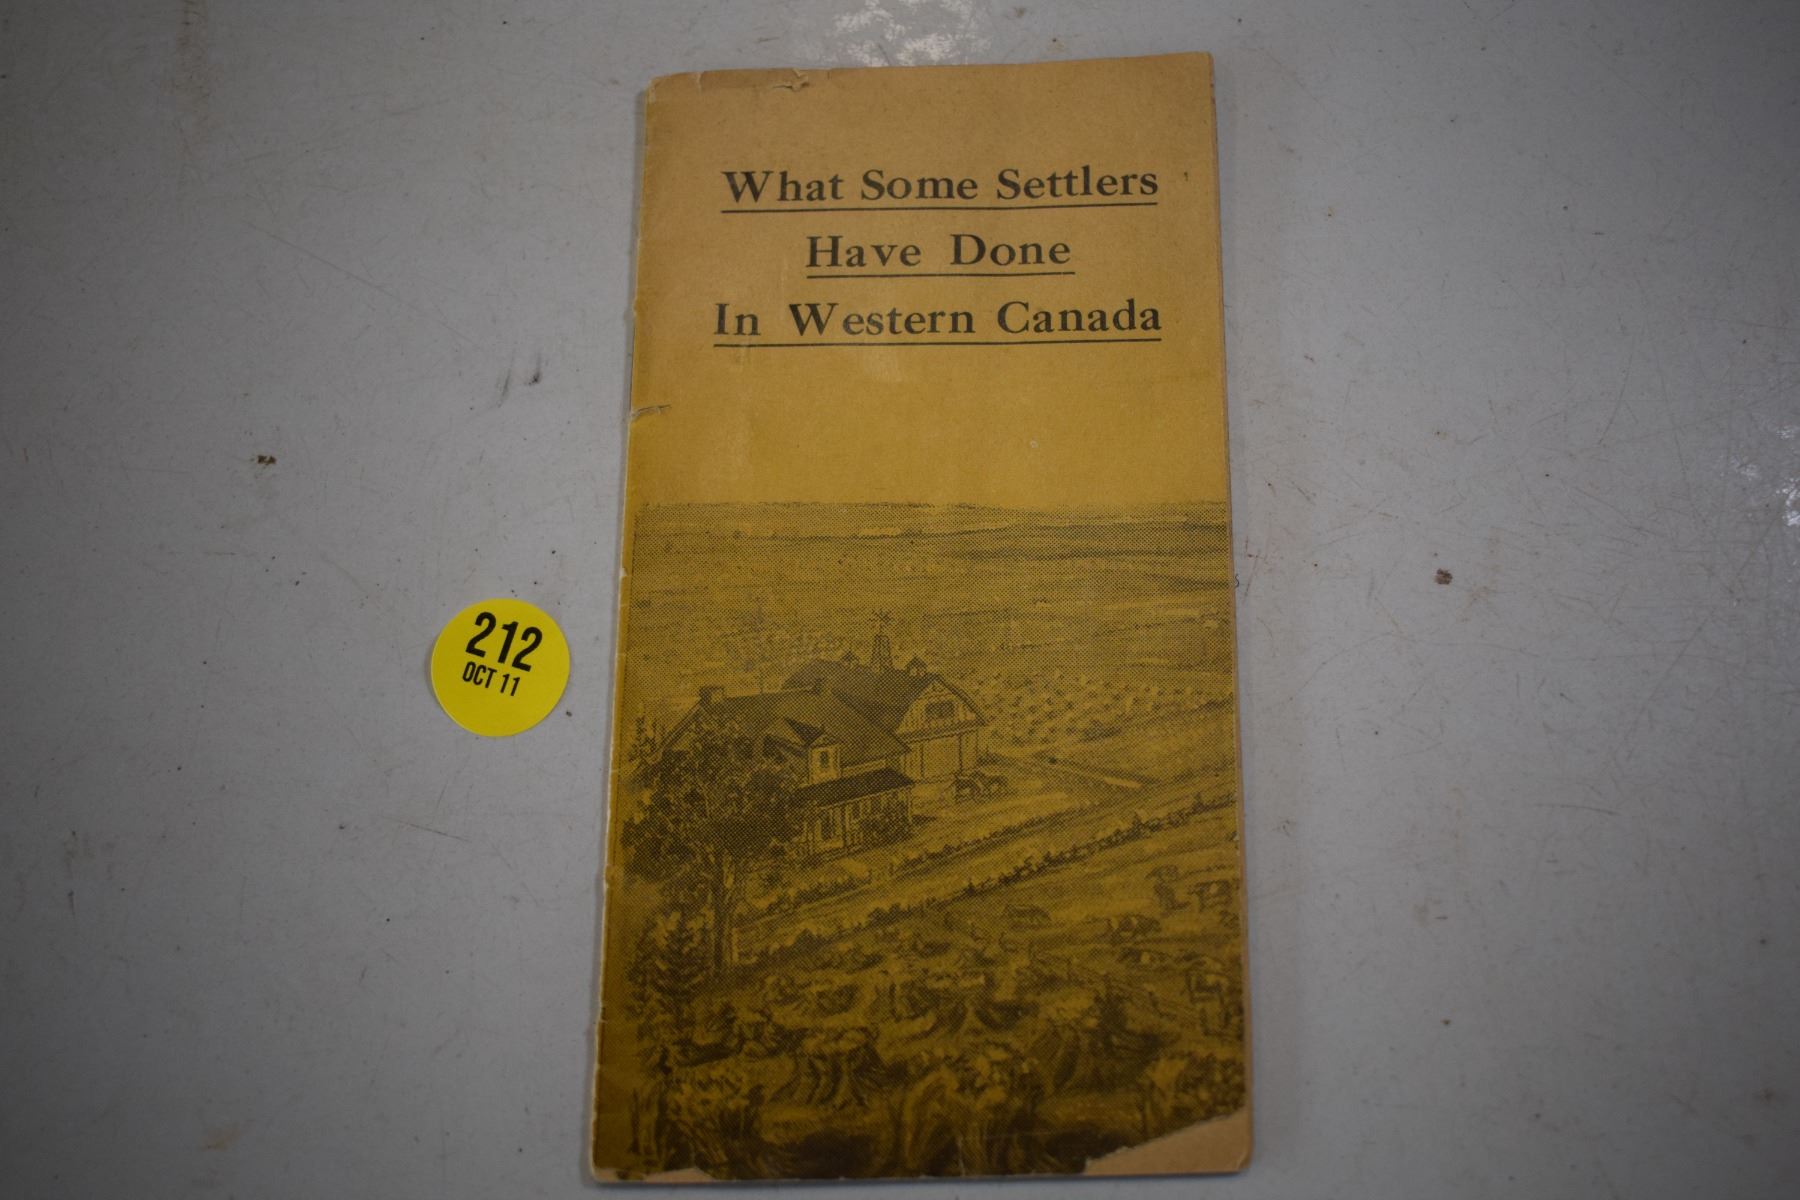 What Some Settlers
Have Done
In Western Canada
212
OCT 11